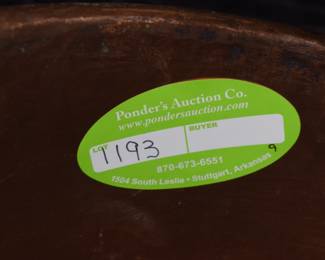 Ponder's Auction Co.
www.pondersauction.com
LOT
1193
BUYER
870-673-6551
9
1504 South Leslie • Stuttgart, Arkansas